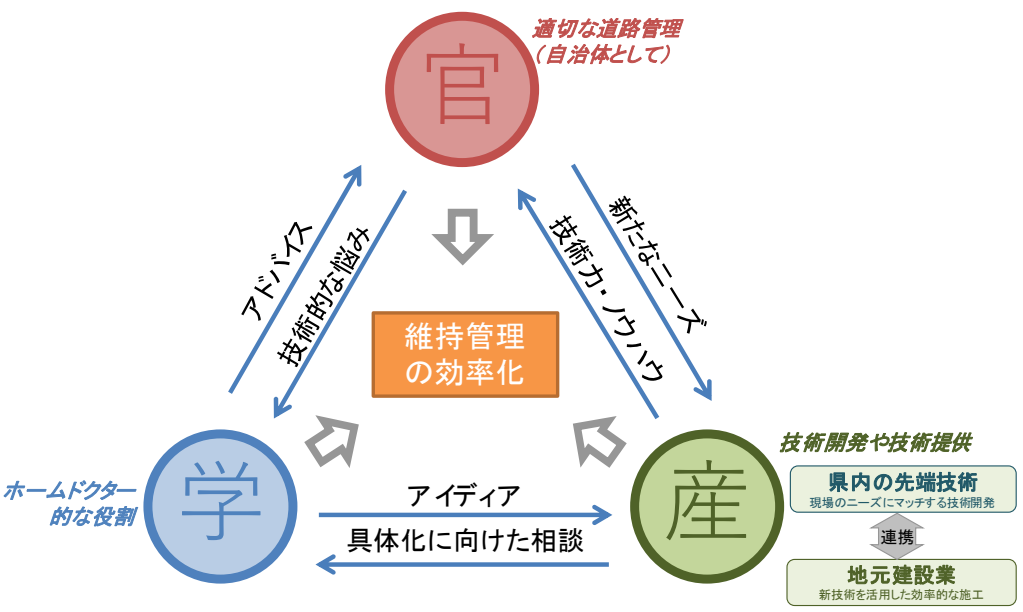 適切な道路管理
（自治体として）
官
アドバイス
技術的な悩み
技術力・ノウハウ
新たなニーズ
維持管理
の効率化
ホームドクター
的な役割
学
アイディア
具体化に向けた相談
産
技術開発や技術提供
県内の先端技術
現場のニーズにマッチする技術開発
連携
地元建設業
新技術を活用した効率的な施工